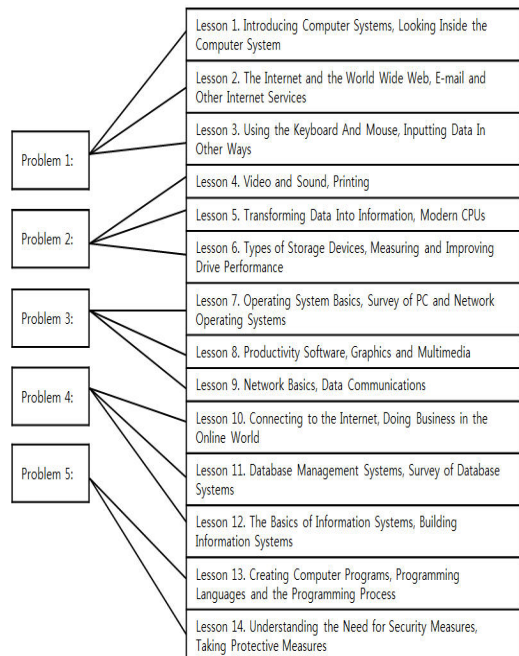 Problem 1:
Problem 2:
Problem 3:
Problem 4:
Problem 5:
Lesson 1. Introducing Computer Systems, Looking Inside the
Computer System
Lesson 2. The Internet and the World Wide Web, E-mail and
Other Internet Services
Lesson 3. Using the Keyboard And Mouse, Inputting Data In
Other Ways
Lesson 4. Video and Sound, Printing
Lesson 5. Transforming Data Into Information, Modern CPUs
Lesson 6. Types of Storage Devices, Measuring and Improving
Drive Performance
Lesson 7. Operating System Basics, Survey of PC and Network
Operating Systems
Lesson 8. Productivity Software, Graphics and Multimedia
Lesson 9. Network Basics, Data Communications
Lesson 10. Connecting to the Internet, Doing Business in the
Online World
Lesson 11. Database Management Systems, Survey of Database
Systems
Lesson 12. The Basics of Information Systems, Building
Information Systems
Lesson 13. Creating Computer Programs, Programming
Languages and the Programming Process
Lesson 14. Understanding the Need for Security Measures,
Taking Protective Measures